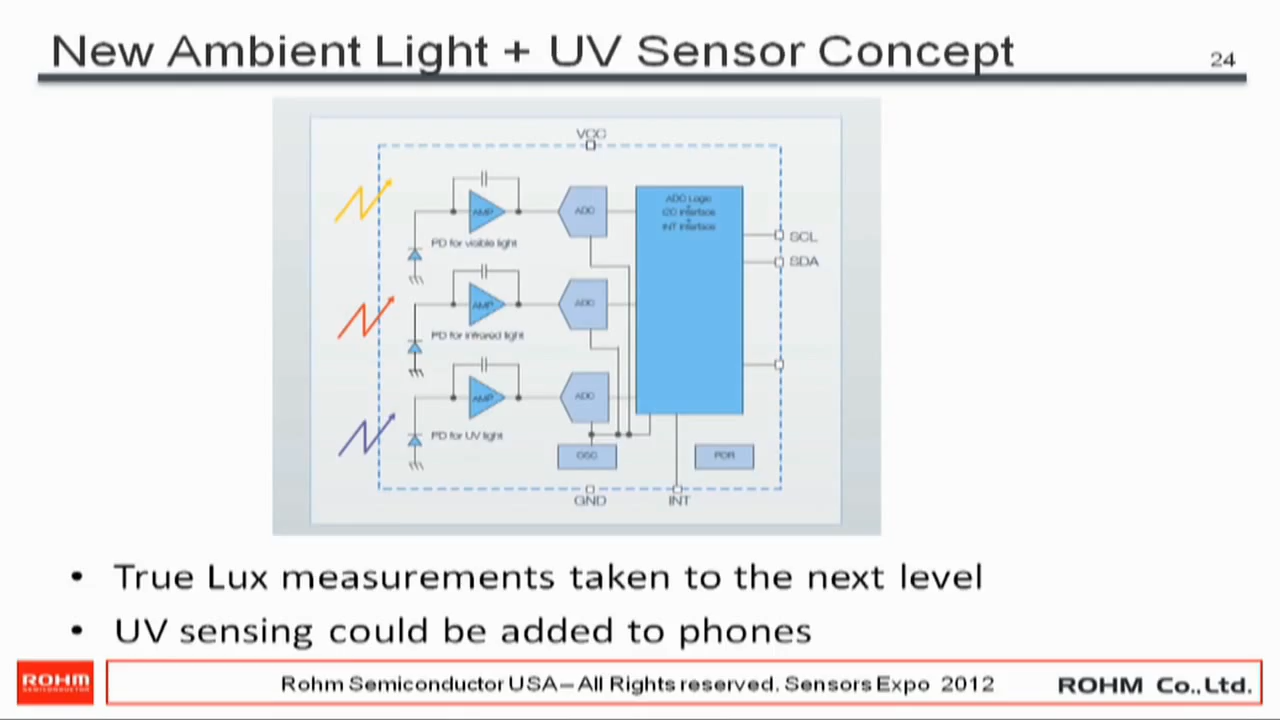 New Ambient Light + UV Sensor Concept
24
VCC
ADC Logic
+
I2C Interface
+
INT Interface
AMP
ADC
PD for visible light
SCL
SDA
AMP
ADC
PD for infrared light
AMP
ADC
PD for UV light
OSC
POR
GND
INT
• True Lux measurements taken to the next level
• UV sensing could be added to phones
ROHM
SEMICONDUCTOR
Rohm Semiconductor USA—All Rights reserved. Sensors Expo 2012
ROHM Co.,Ltd.